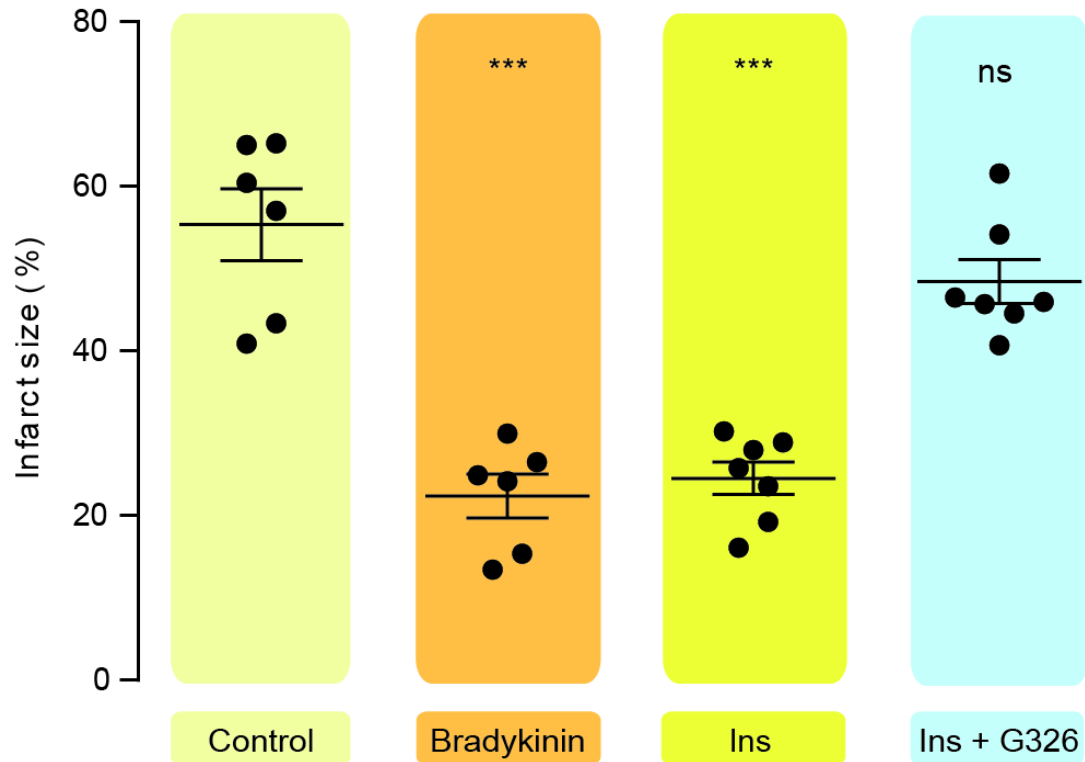 80
60
40
20
0
Infarct size (%)
*** *** ns
Control Bradykinin Ins Ins + G326